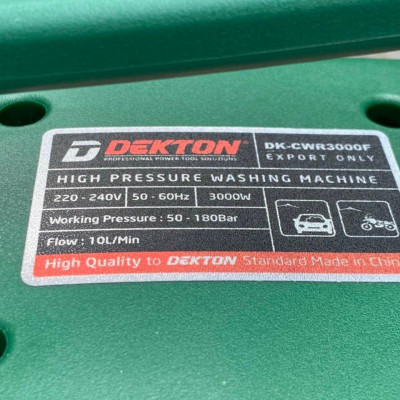 DEKTON
PROFESSIONAL POWER TOOL SOLUTIONS
DK-CWR3000F
EXPORT ONLY
HIGH PRESSURE WASHING MACHINE
220 - 240V 50 - 60Hz 3000W
Working Pressure : 50 - 180Bar
Flow : 10L/Min
High Quality to DEKTON Standard Made in China